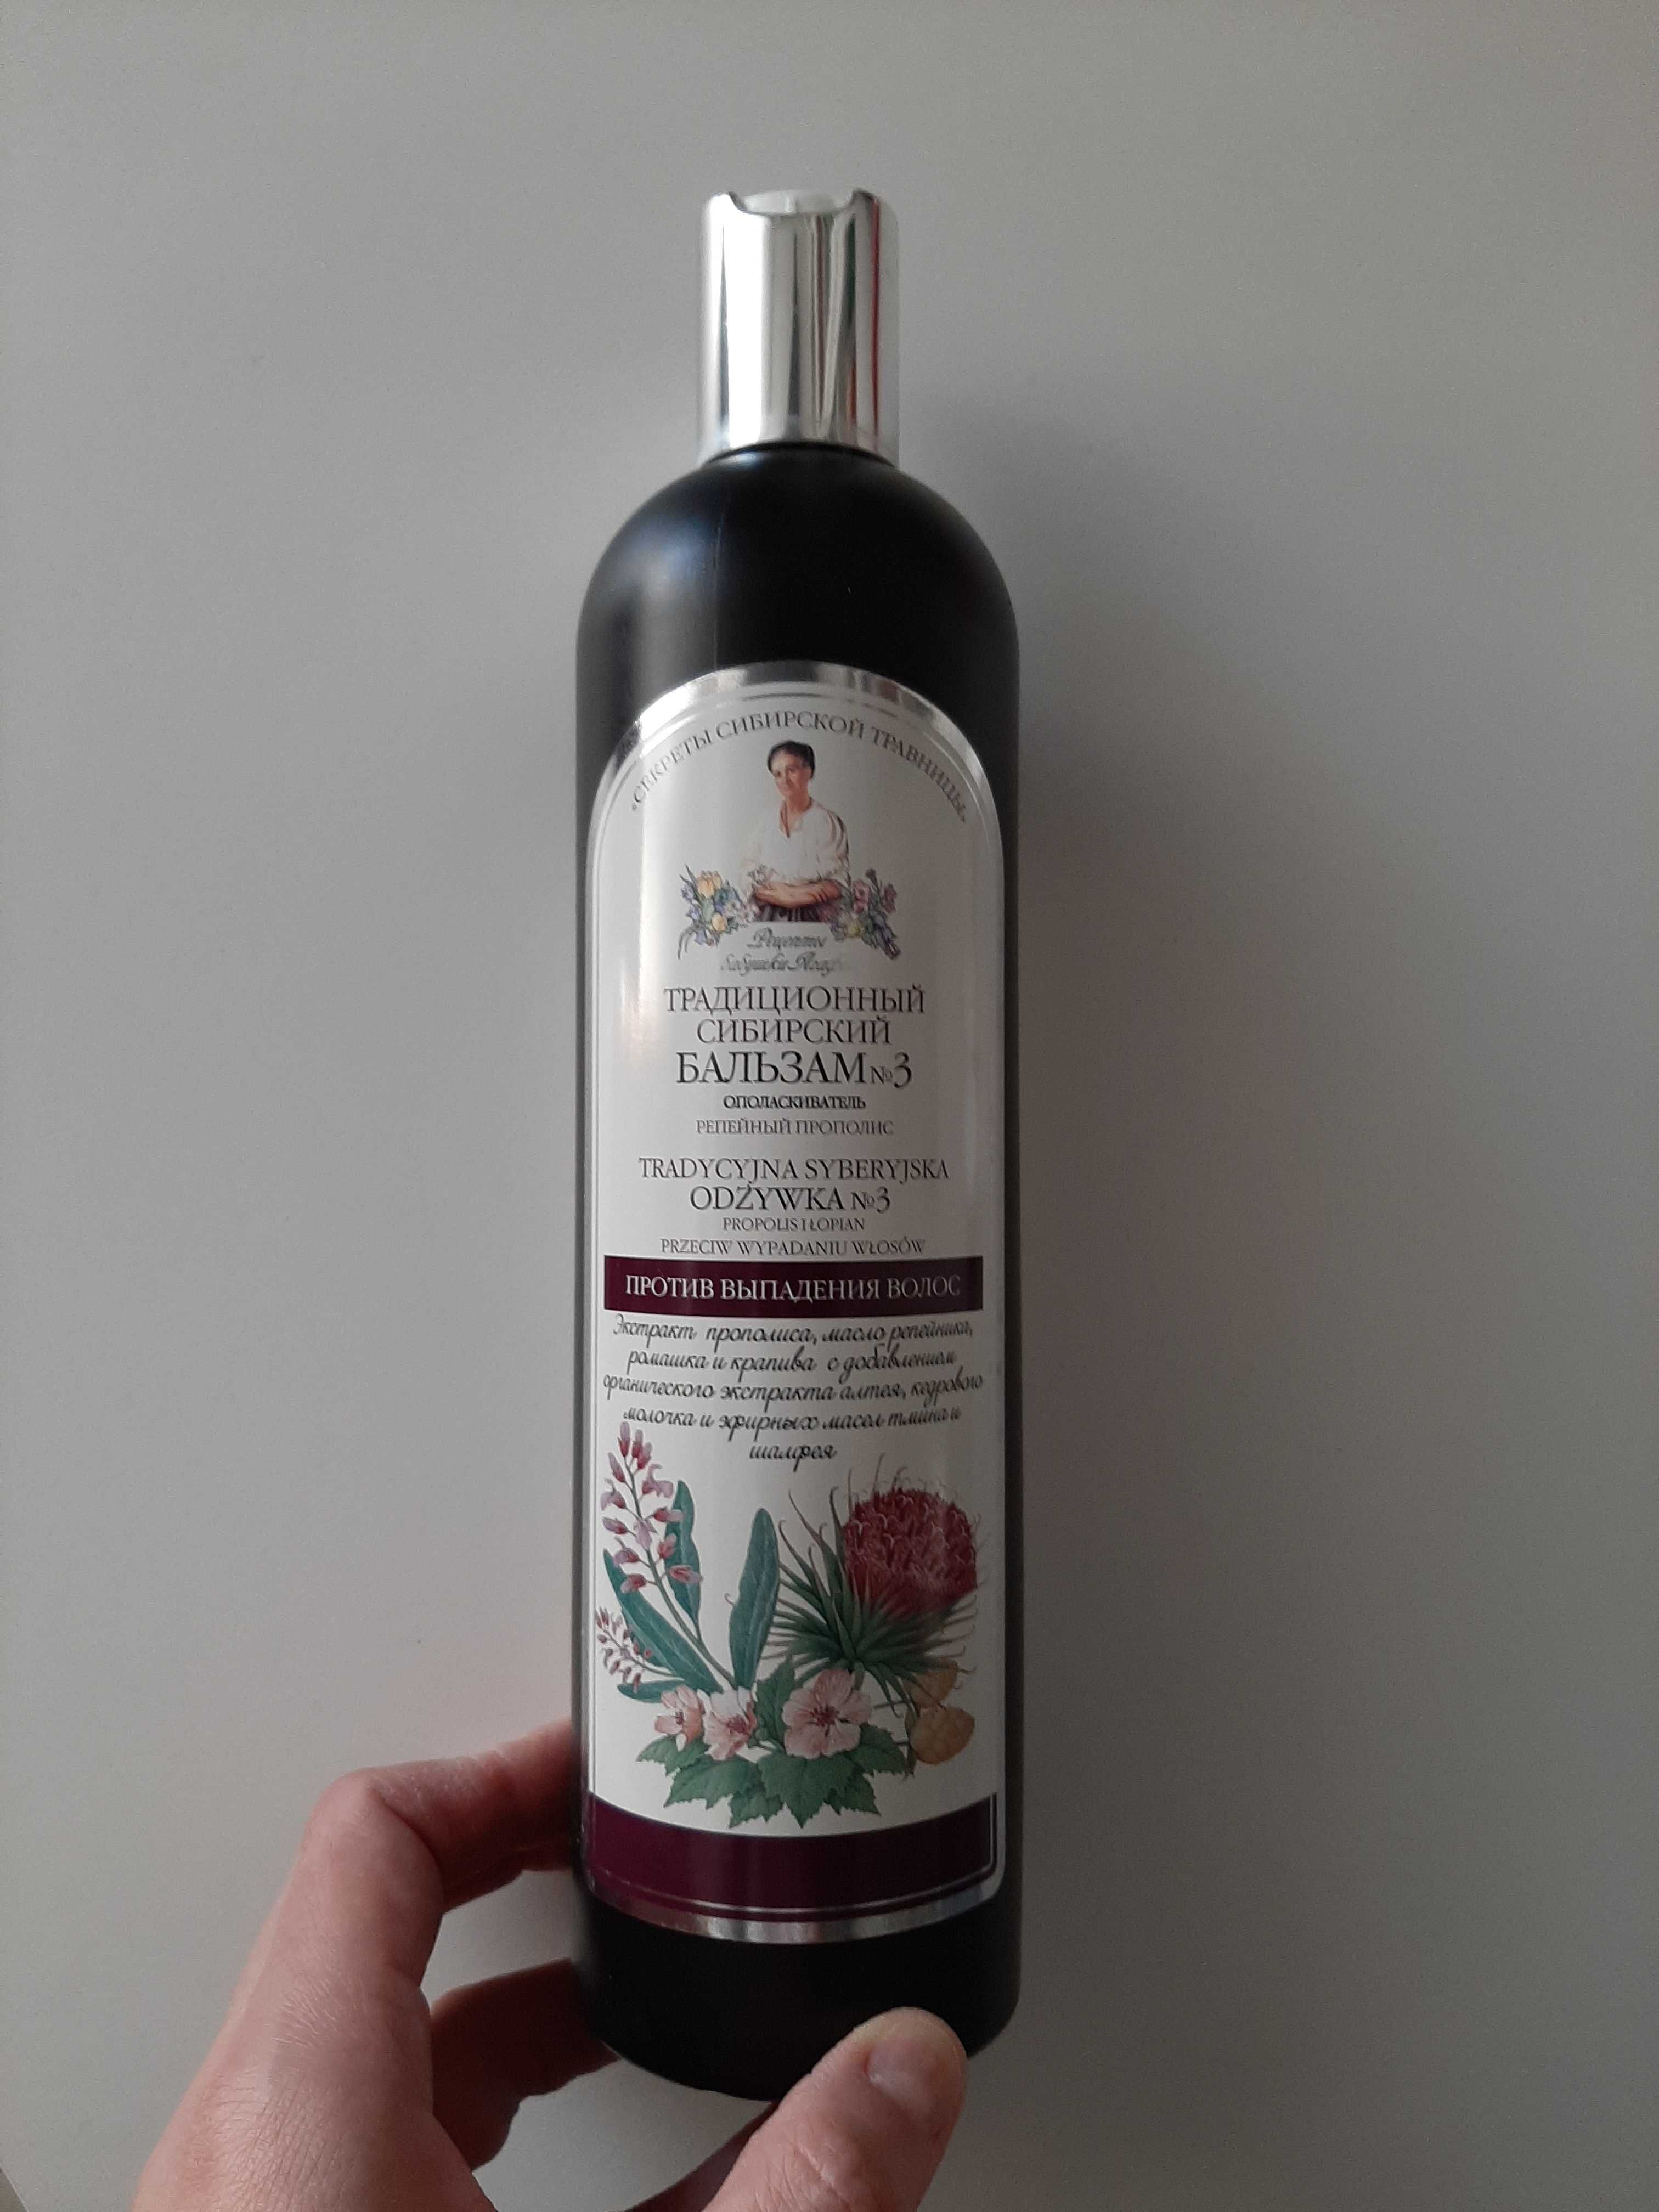 «СЕКРЕТЫ СИБИРСКОЙ ТРАВНИЦЫ»
Рецепты
бабушки
ТРАДИЦИОННЫЙ
СИБИРСКИЙ
БАЛЬЗАМ №3
ОПОЛАСКИВАТЕЛЬ
РЕПЕЙНЫЙ ПРОПОЛИС
TRADYCYJNA SYBERYJSKA
ODŻYWKA №3
PROPOLIS I ŁOPIAN
PRZECIW WYPADANIU WŁOSÓW
ПРОТИВ ВЫПАДЕНИЯ ВОЛОС
Экстракт прополиса, масло репейника,
ромашка и крапива с добавлением
органического экстракта алтея, кедрового
молочка и эфирных масел тмина и
шалфея